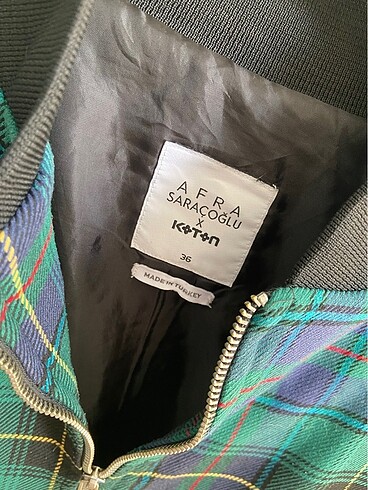 AFRA
SARAÇOĞLU
X
KOTON
36
MADE IN TURKEY